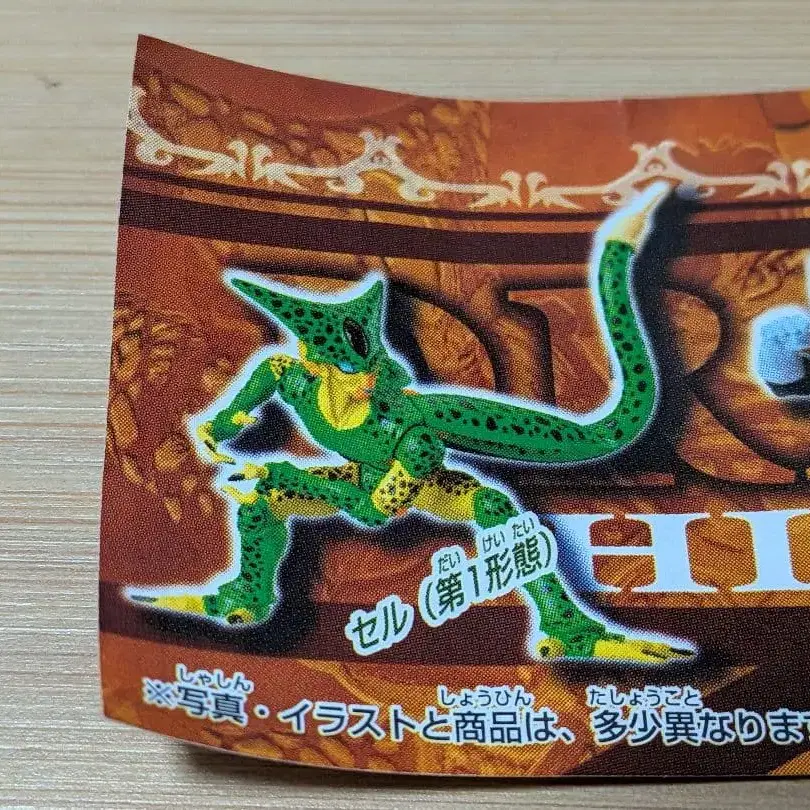 HI
だい けい たい
セル（第1形態）
しゃしん しょうひん たしょうこと
※写真・イラストと商品は、多少異なりま